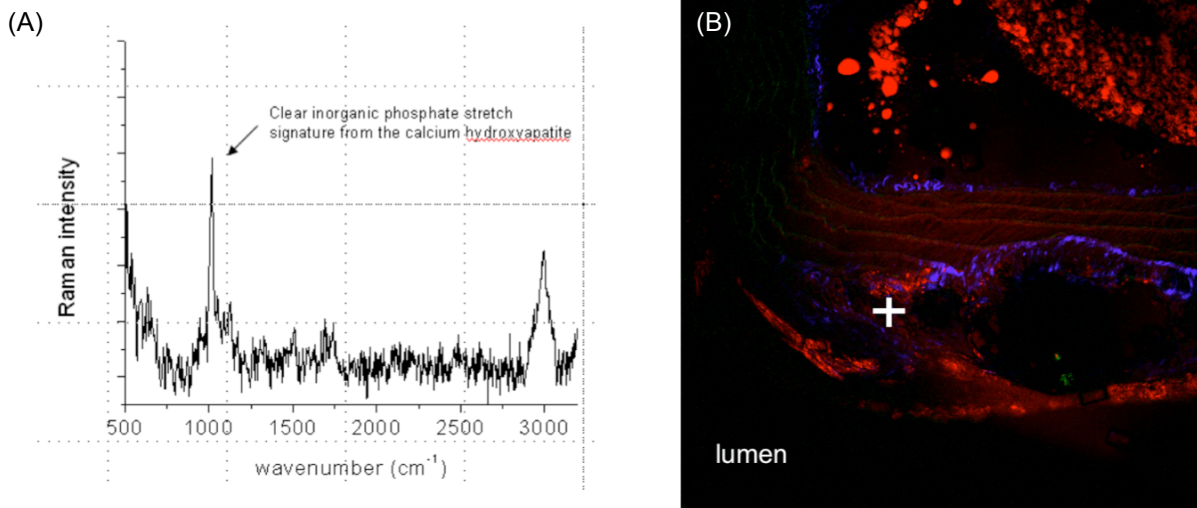 (A)
Clear inorganic phosphate stretch
signature from the calcium hydroxyapatite
Raman intensity
500 1000 1500 2000 2500 3000
wavenumber (cm-1)
(B)
lumen